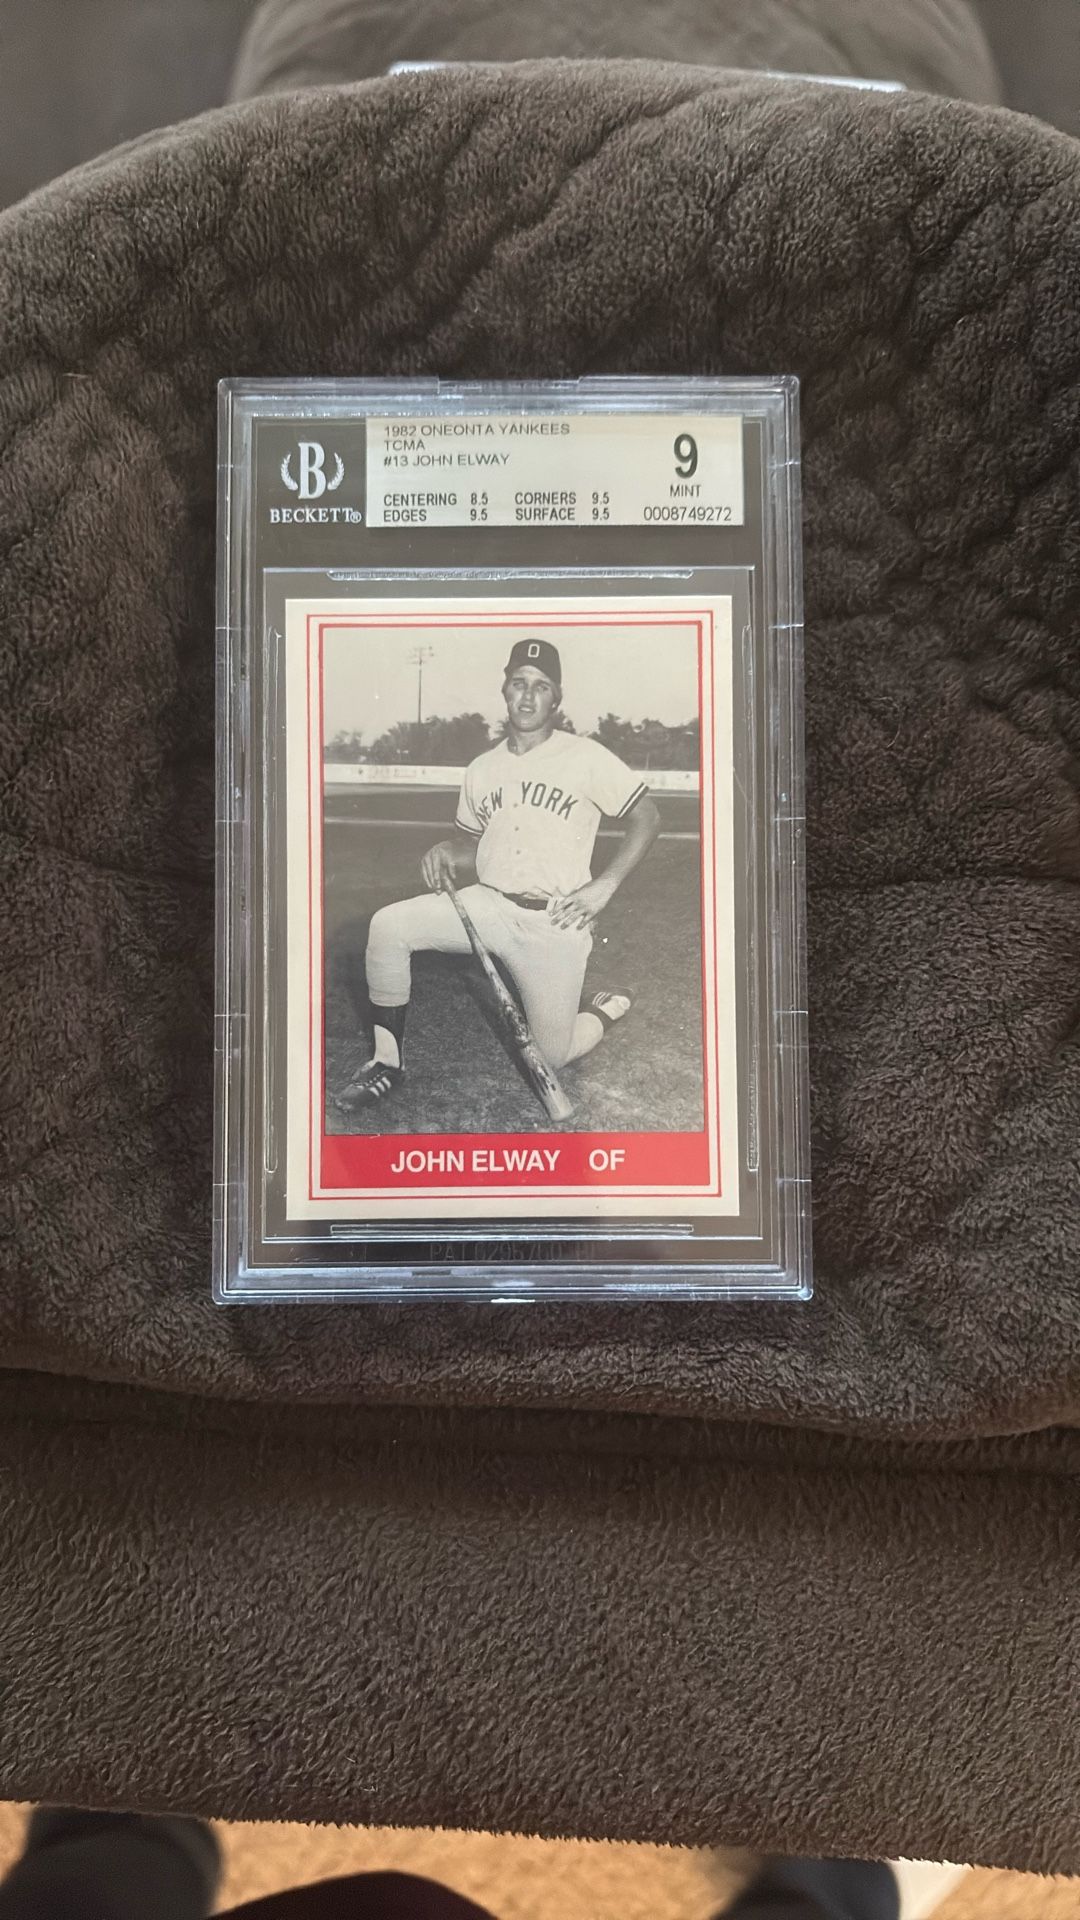 1982 ONEONTA YANKEES
TCMA
#13 JOHN ELWAY
9
MINT
CENTERING 8.5 CORNERS 9.5
EDGES 9.5 SURFACE 9.5
0008749272
B
BECKETT®
O
NEW YORK
JOHN ELWAY OF